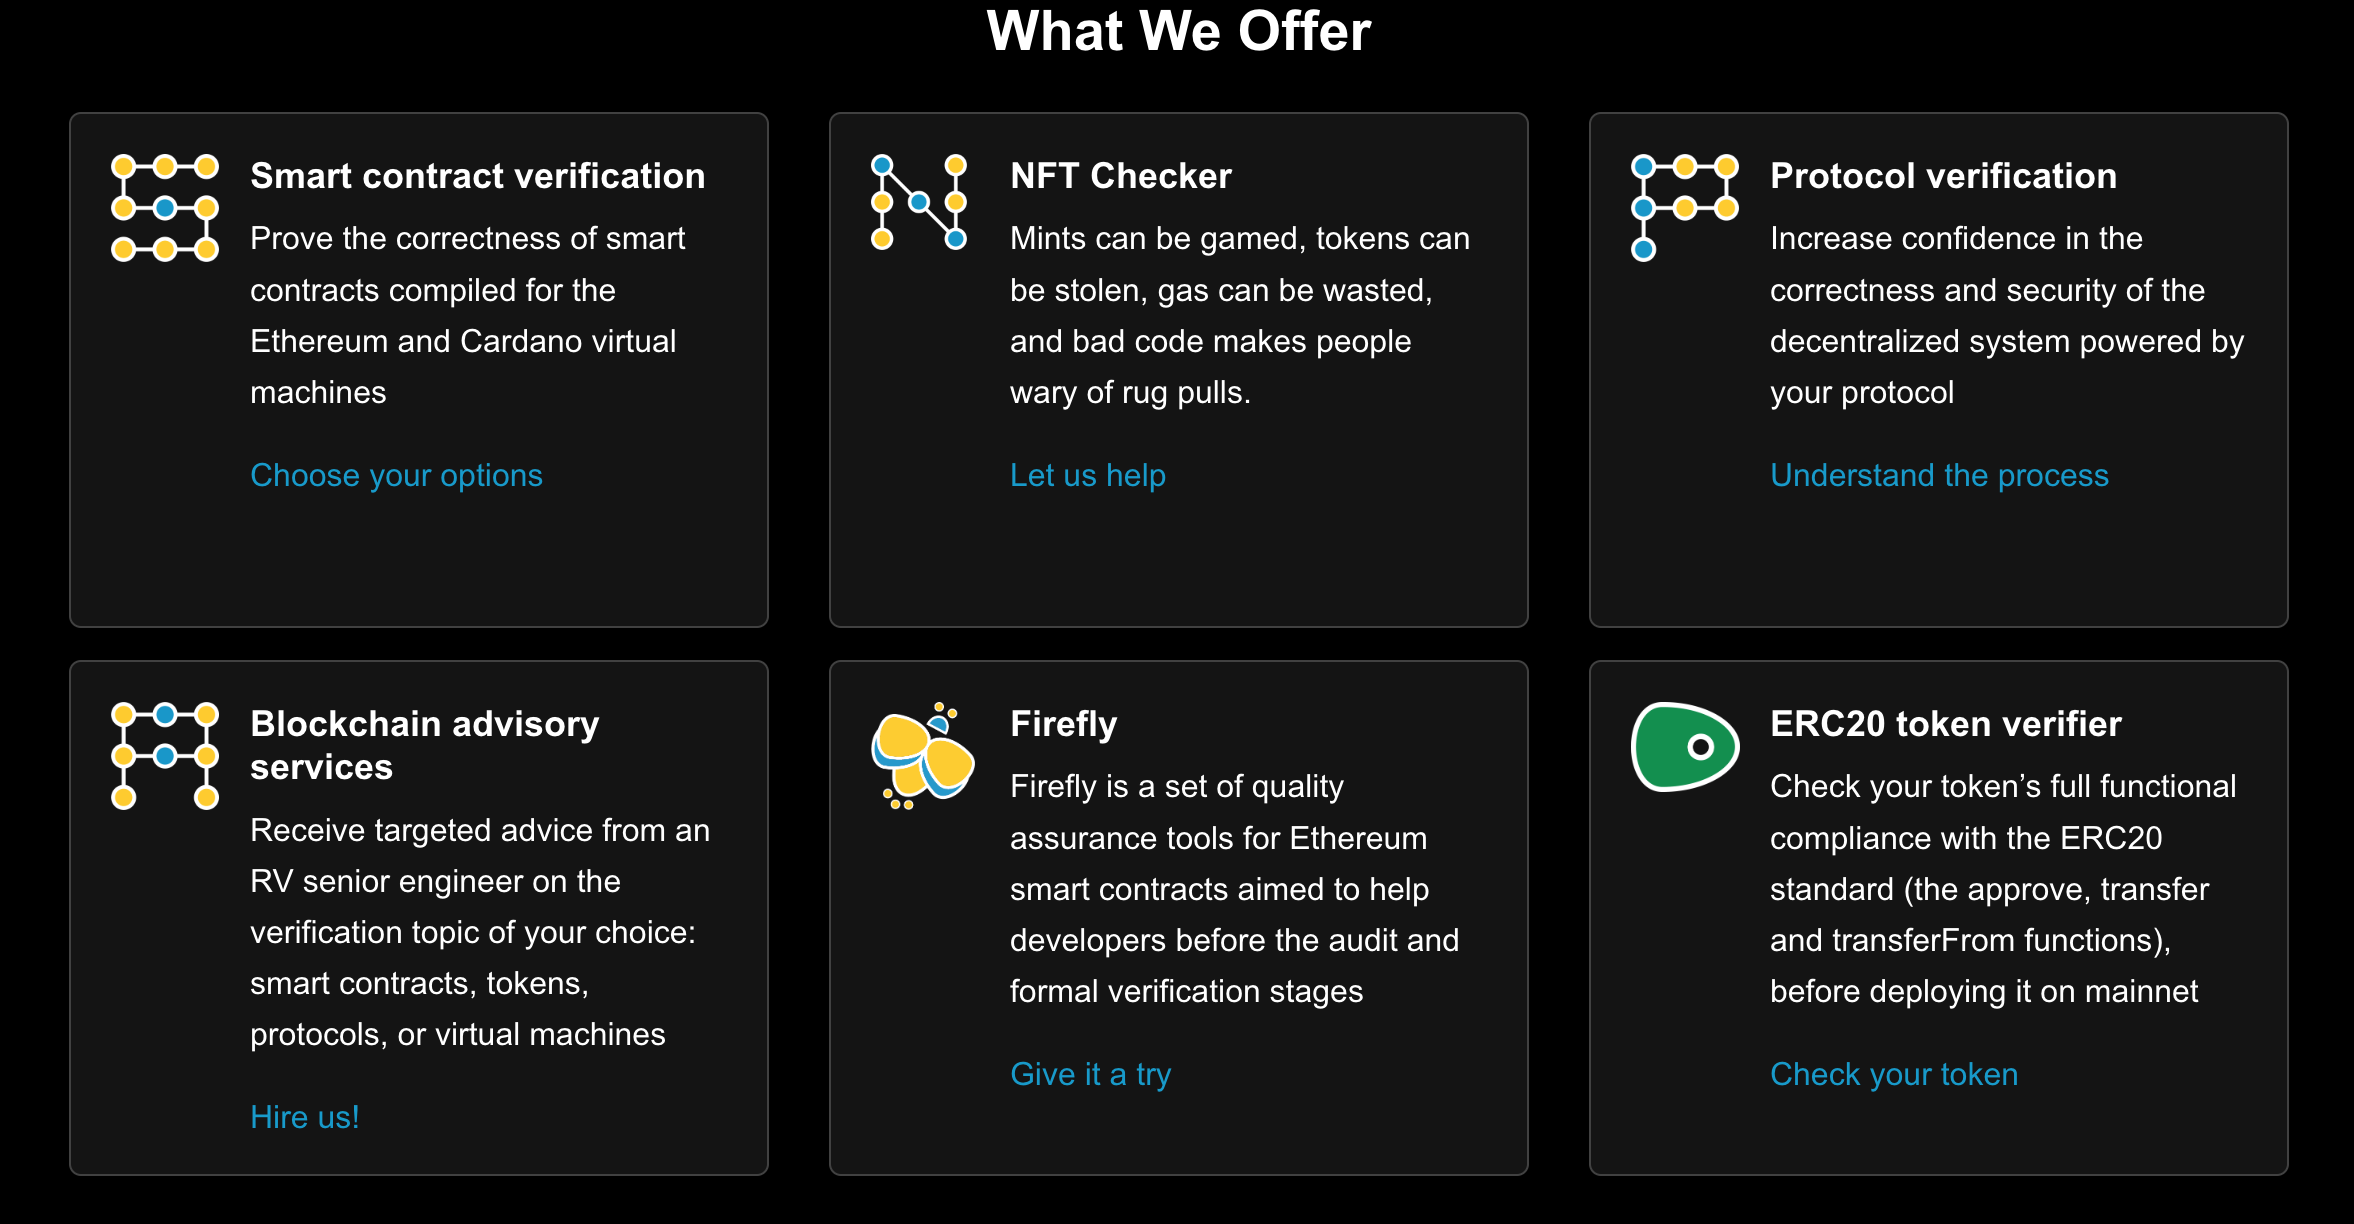 What We Offer
Smart contract verification
Prove the correctness of smart
contracts compiled for the
Ethereum and Cardano virtual
machines
Choose your options
NFT Checker
Mints can be gamed, tokens can
be stolen, gas can be wasted,
and bad code makes people
wary of rug pulls.
Let us help
Protocol verification
Increase confidence in the
correctness and security of the
decentralized system powered by
your protocol
Understand the process
Blockchain advisory
services
Receive targeted advice from an
RV senior engineer on the
verification topic of your choice:
smart contracts, tokens,
protocols, or virtual machines
Hire us!
Firefly
Firefly is a set of quality
assurance tools for Ethereum
smart contracts aimed to help
developers before the audit and
formal verification stages
Give it a try
ERC20 token verifier
Check your token’s full functional
compliance with the ERC20
standard (the approve, transfer
and transferFrom functions),
before deploying it on mainnet
Check your token